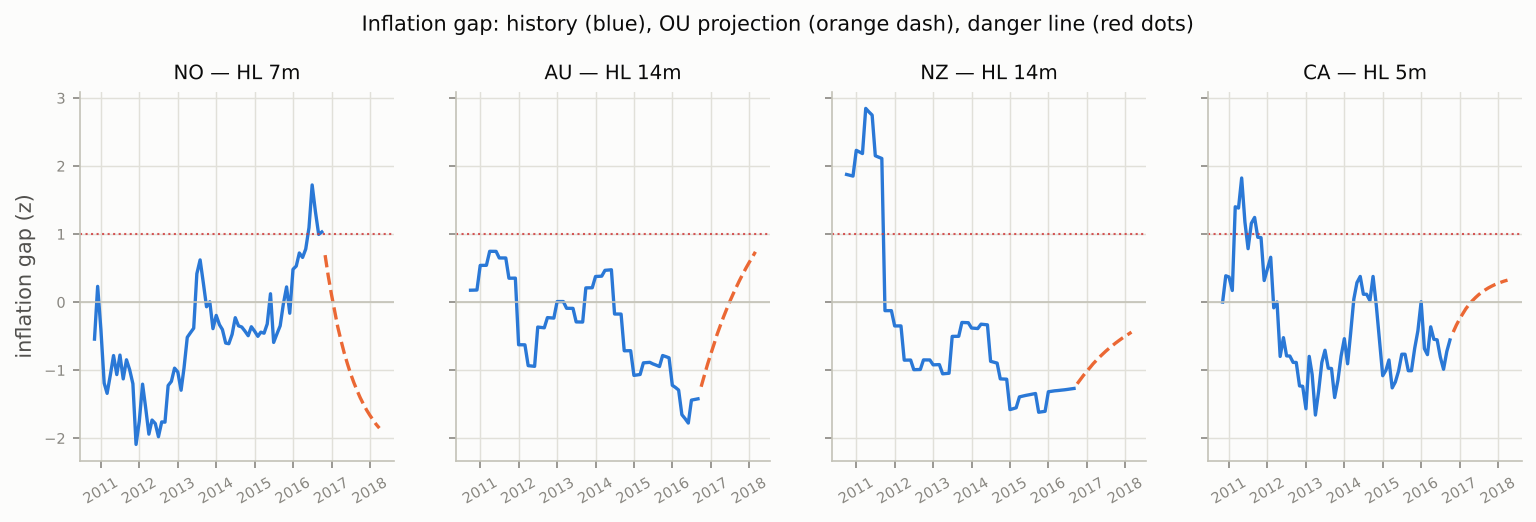 Inflation gap: history (blue), OU projection (orange dash), danger line (red dots)
NO — HL 7m
AU — HL 14m
NZ — HL 14m
CA — HL 5m
inflation gap (z)
3
2
1
0
−1
−2
2011 2012 2013 2014 2015 2016 2017 2018
2011 2012 2013 2014 2015 2016 2017 2018
2011 2012 2013 2014 2015 2016 2017 2018
2011 2012 2013 2014 2015 2016 2017 2018